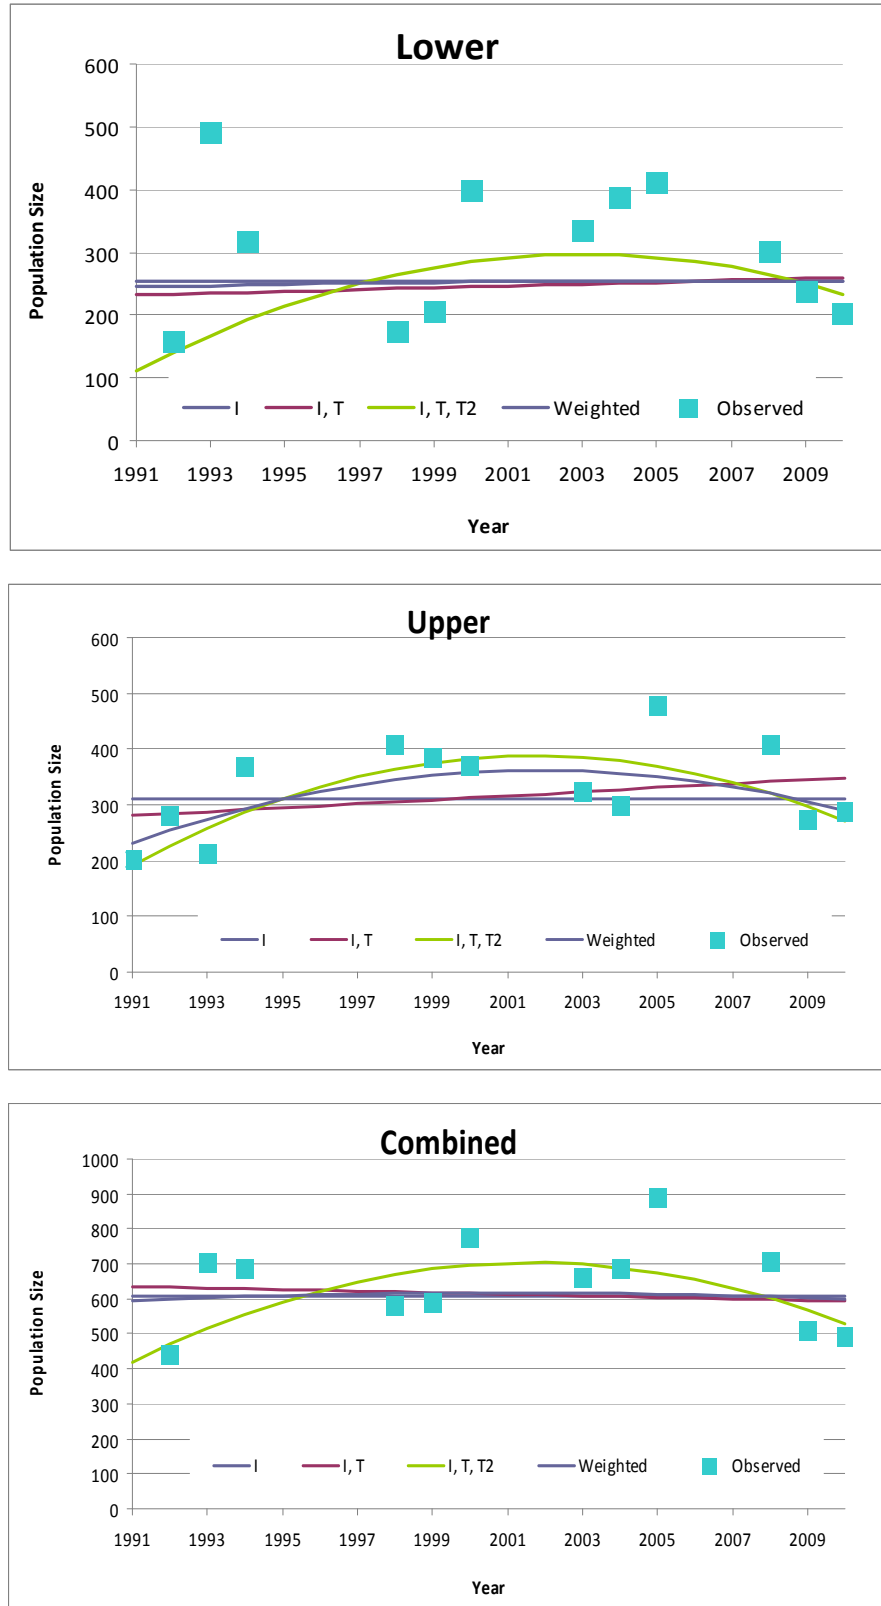 Lower
600
500
400
300
200
100
0
Population Size
I I, T I, T, T2 Weighted Observed
1991 1993 1995 1997 1999 2001 2003 2005 2007 2009
Year
Upper
600
500
400
300
200
100
0
Population Size
I I, T I, T, T2 Weighted Observed
1991 1993 1995 1997 1999 2001 2003 2005 2007 2009
Year
Combined
1000
900
800
700
600
500
400
300
200
100
0
Population Size
I I, T I, T, T2 Weighted Observed
1991 1993 1995 1997 1999 2001 2003 2005 2007 2009
Year